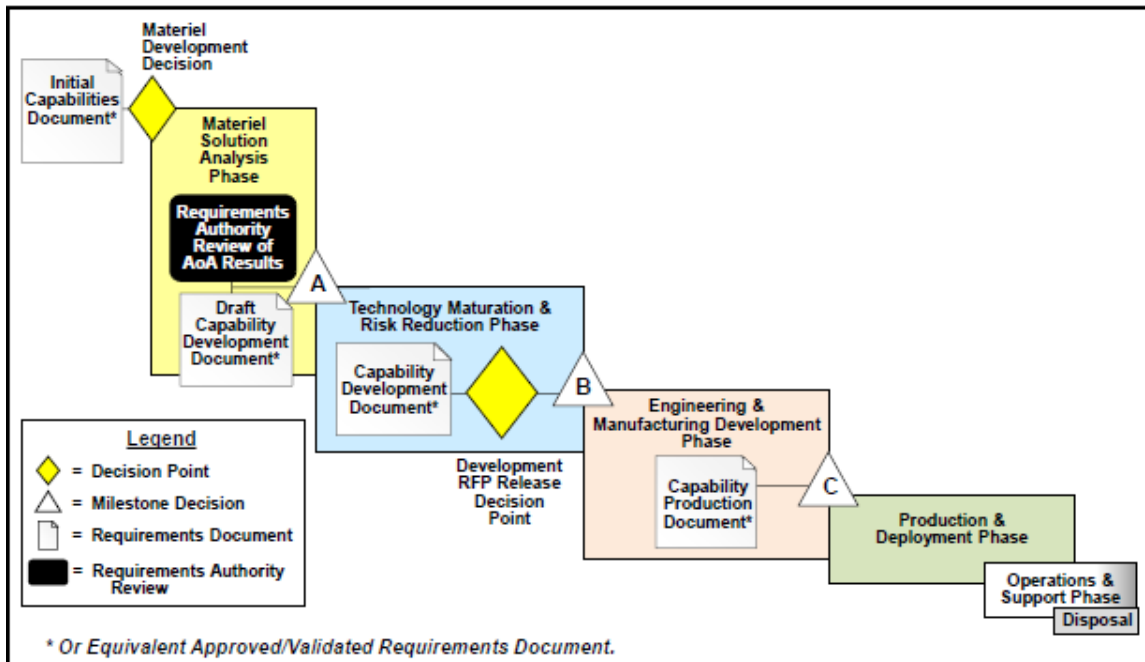 Materiel
Development
Decision
Initial
Capabilities
Document*
Materiel
Solution
Analysis
Phase
Requirements
Authority
Review of
AoA Results
A
Draft
Capability
Development
Document*
Technology Maturation &
Risk Reduction Phase
Capability
Development
Document*
B
Development
RFP Release
Decision
Point
Engineering &
Manufacturing Development
Phase
Capability
Production
Document*
C
Production &
Deployment Phase
Operations &
Support Phase
Disposal
Legend
= Decision Point
= Milestone Decision
= Requirements Document
= Requirements Authority
Review
* Or Equivalent Approved/Validated Requirements Document.